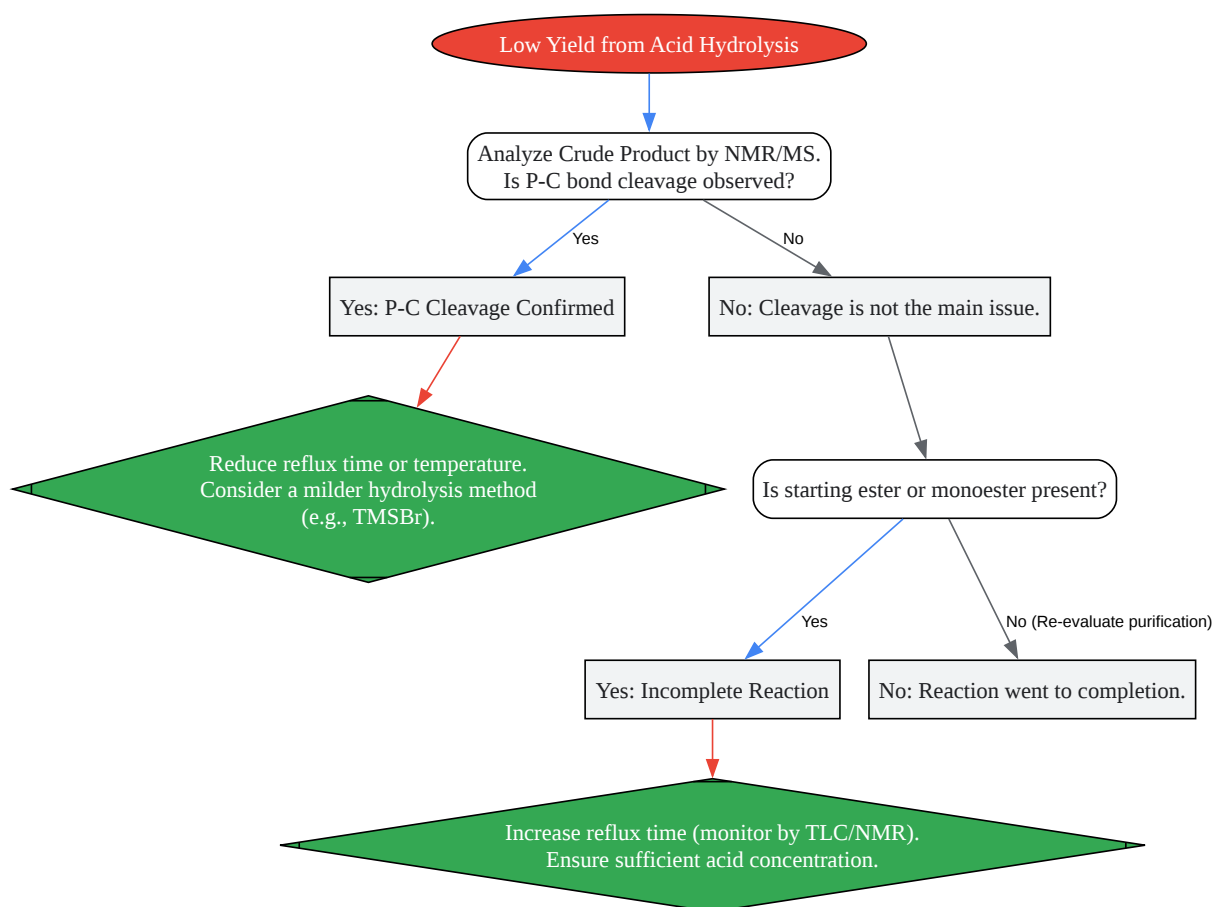 Low Yield from Acid Hydrolysis
Analyze Crude Product by NMR/MS.
Is P-C bond cleavage observed?
Yes
No
Yes: P-C Cleavage Confirmed
No: Cleavage is not the main issue.
Reduce reflux time or temperature.
Consider a milder hydrolysis method
(e.g., TMSBr).
Is starting ester or monoester present?
Yes
No (Re-evaluate purification)
Yes: Incomplete Reaction
No: Reaction went to completion.
Increase reflux time (monitor by TLC/NMR).
Ensure sufficient acid concentration.